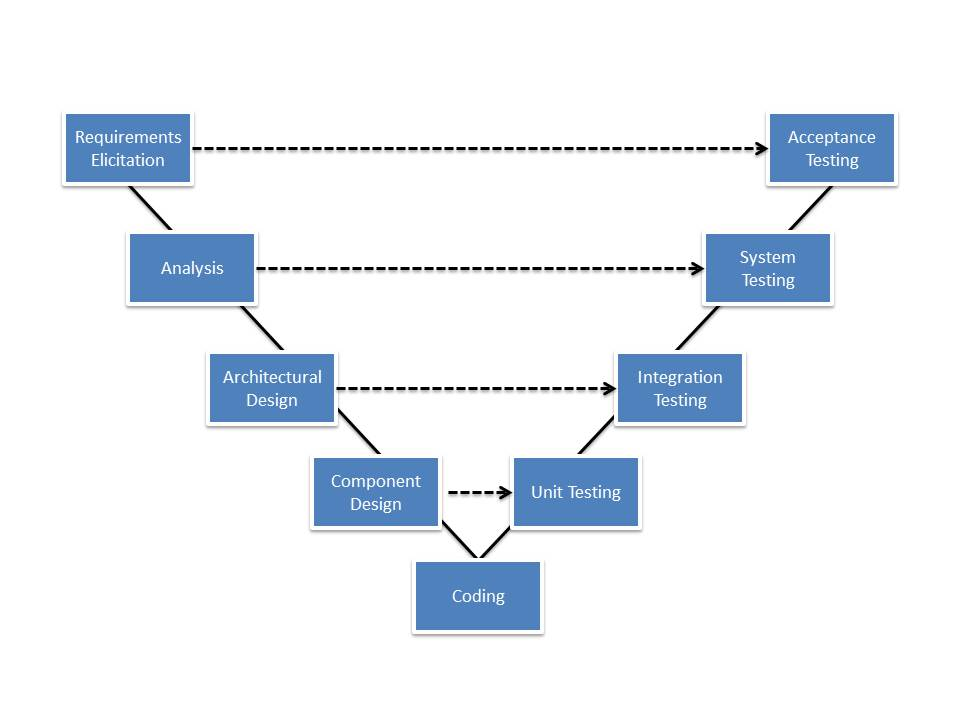 Requirements
Elicitation
Acceptance
Testing
Analysis
System
Testing
Architectural
Design
Integration
Testing
Component
Design
Unit Testing
Coding